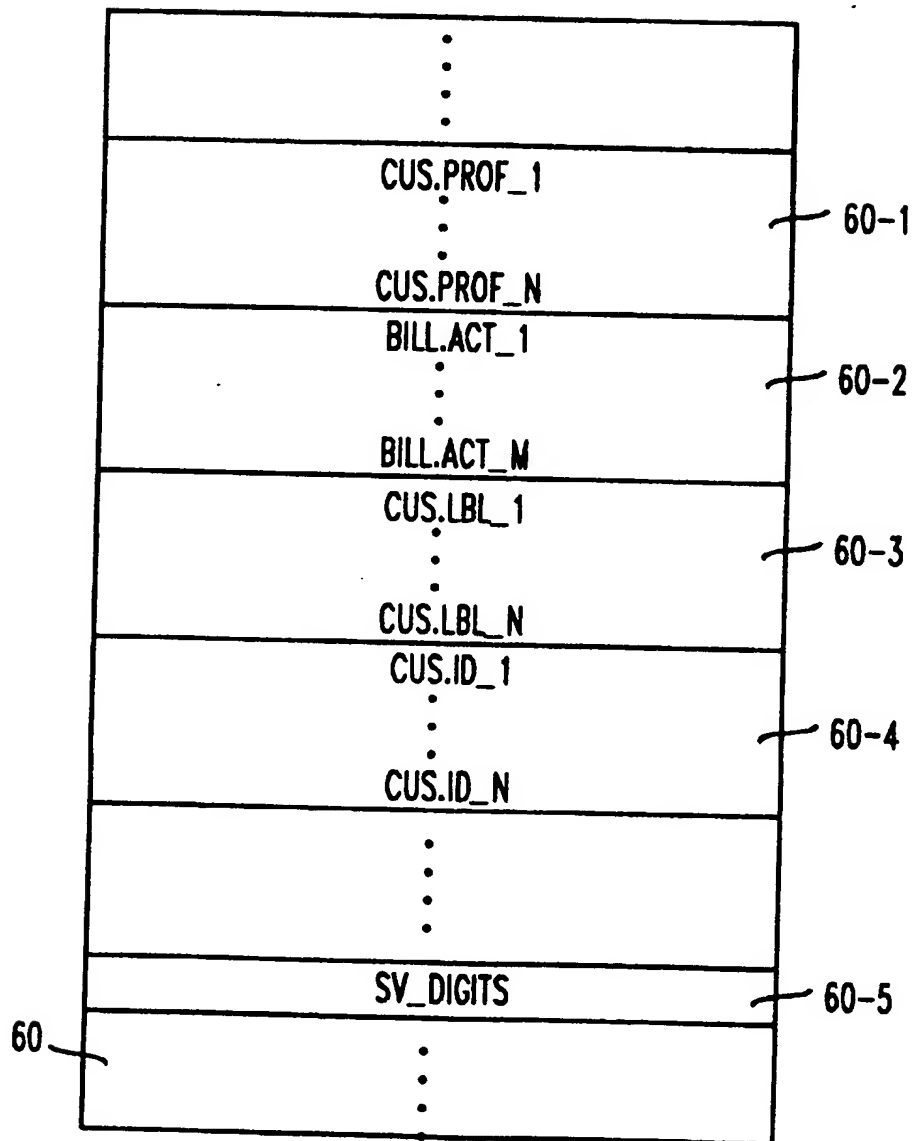 CUS.PROF_1
60-1
CUS.PROF_N
BILL.ACT_1
60-2
BILL.ACT_M
CUS.LBL_1
60-3
CUS.LBL_N
CUS.ID_1
60-4
CUS.ID_N
SV_DIGITS
60-5
60